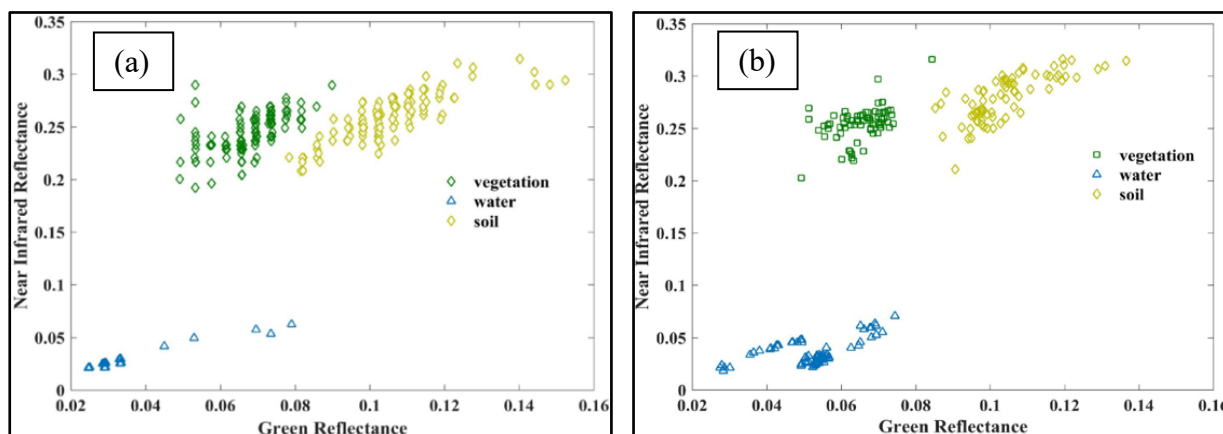 (a)
0.35
0.3
0.25
0.2
0.15
0.1
0.05
0
Near Infrared Reflectance
vegetation
water
soil
0.02 0.04 0.06 0.08 0.1 0.12 0.14 0.16
Green Reflectance
(b)
0.35
0.3
0.25
0.2
0.15
0.1
0.05
0
Near Infrared Reflectance
vegetation
water
soil
0.02 0.04 0.06 0.08 0.1 0.12 0.14 0.16
Green Reflectance